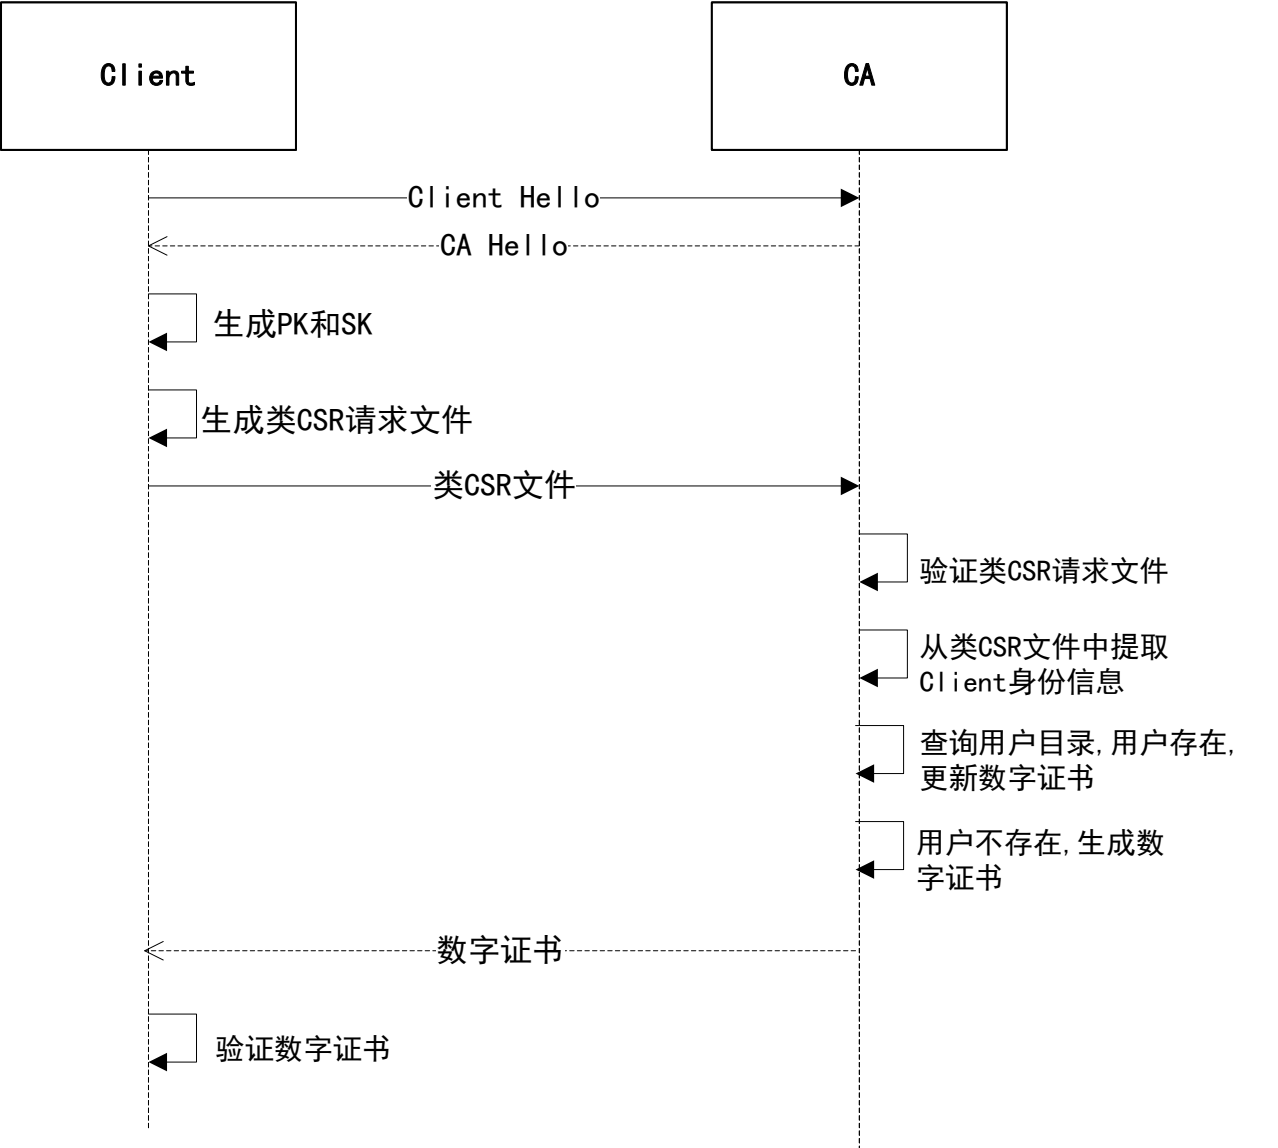 Client
CA
Client Hello
CA Hello
生成PK和SK
生成类CSR请求文件
类CSR文件
验证类CSR请求文件
从类CSR文件中提取
Client身份信息
查询用户目录,用户存在,
更新数字证书
用户不存在,生成数
字证书
数字证书
验证数字证书